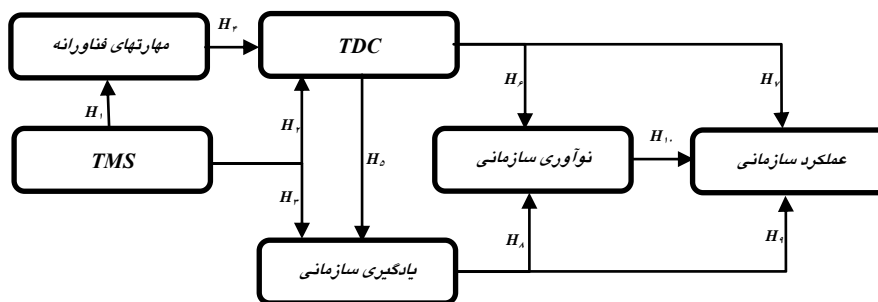 مهارتهای فناورانه
H۴
TDC
H۱
H۲
H۶
H۷
TMS
H۵
نوآوری سازمانی
H۱۰
عملکرد سازمانی
H۳
H۸
H۹
یادگیری سازمانی